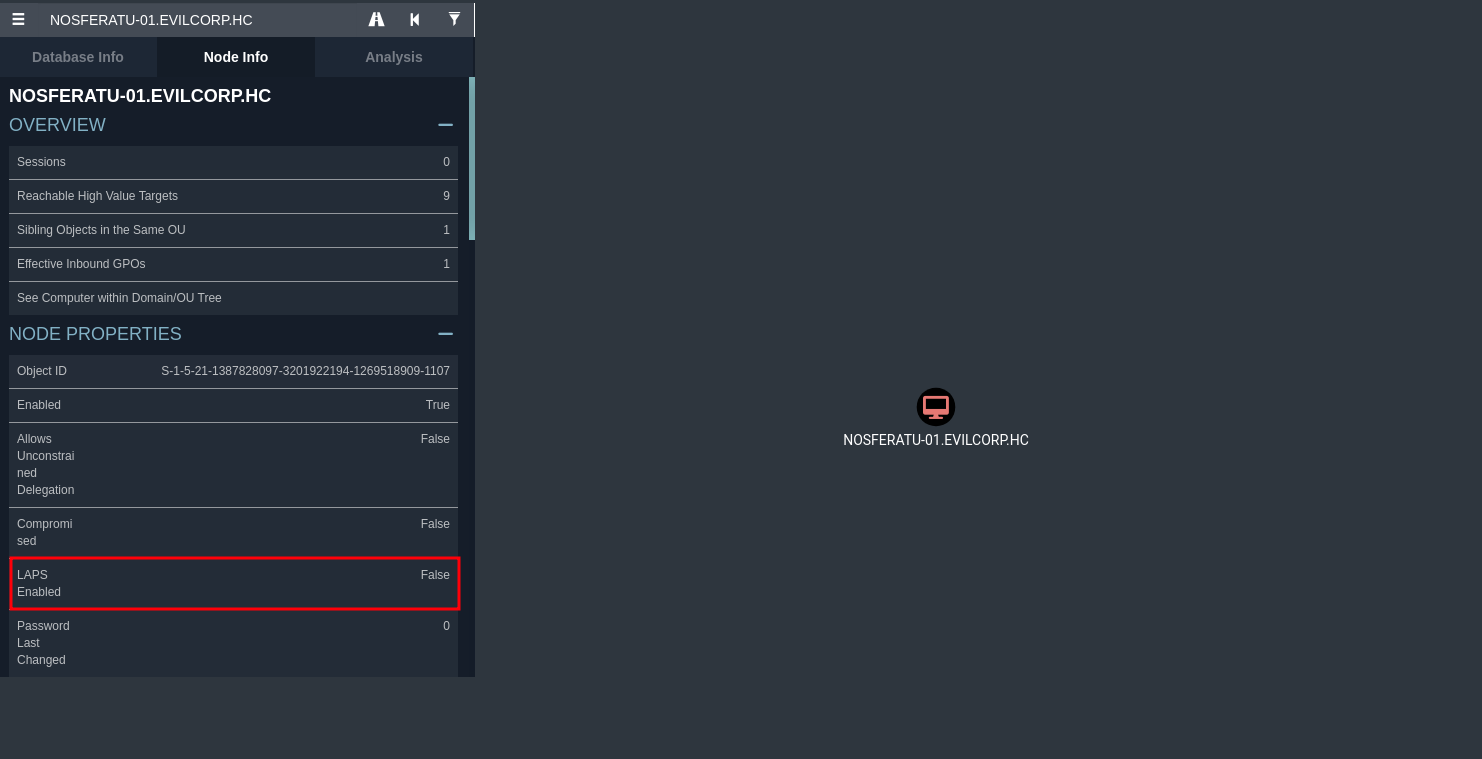 NOSFERATU-01.EVILCORP.HC
Database Info Node Info Analysis
NOSFERATU-01.EVILCORP.HC
OVERVIEW
Sessions 0
Reachable High Value Targets 9
Sibling Objects in the Same OU 1
Effective Inbound GPOs 1
See Computer within Domain/OU Tree
NODE PROPERTIES
Object ID S-1-5-21-1387828097-3201922194-1269518909-1107
Enabled True
Allows False
Unconstrai
ned
Delegation
Compromi False
sed
LAPS False
Enabled
Password 0
Last
Changed
NOSFERATU-01.EVILCORP.HC